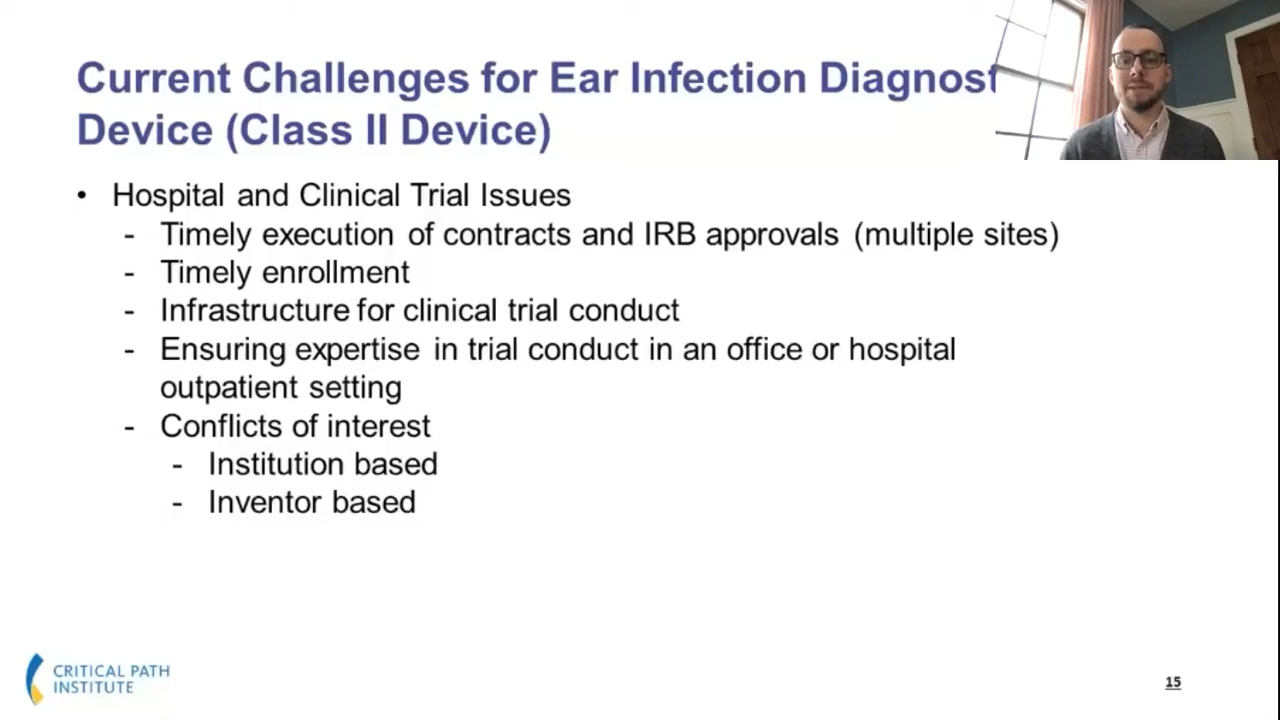 Current Challenges for Ear Infection Diagnost
Device (Class II Device)
• Hospital and Clinical Trial Issues
- Timely execution of contracts and IRB approvals (multiple sites)
- Timely enrollment
- Infrastructure for clinical trial conduct
- Ensuring expertise in trial conduct in an office or hospital
outpatient setting
- Conflicts of interest
- Institution based
- Inventor based
CRITICAL PATH
INSTITUTE
15